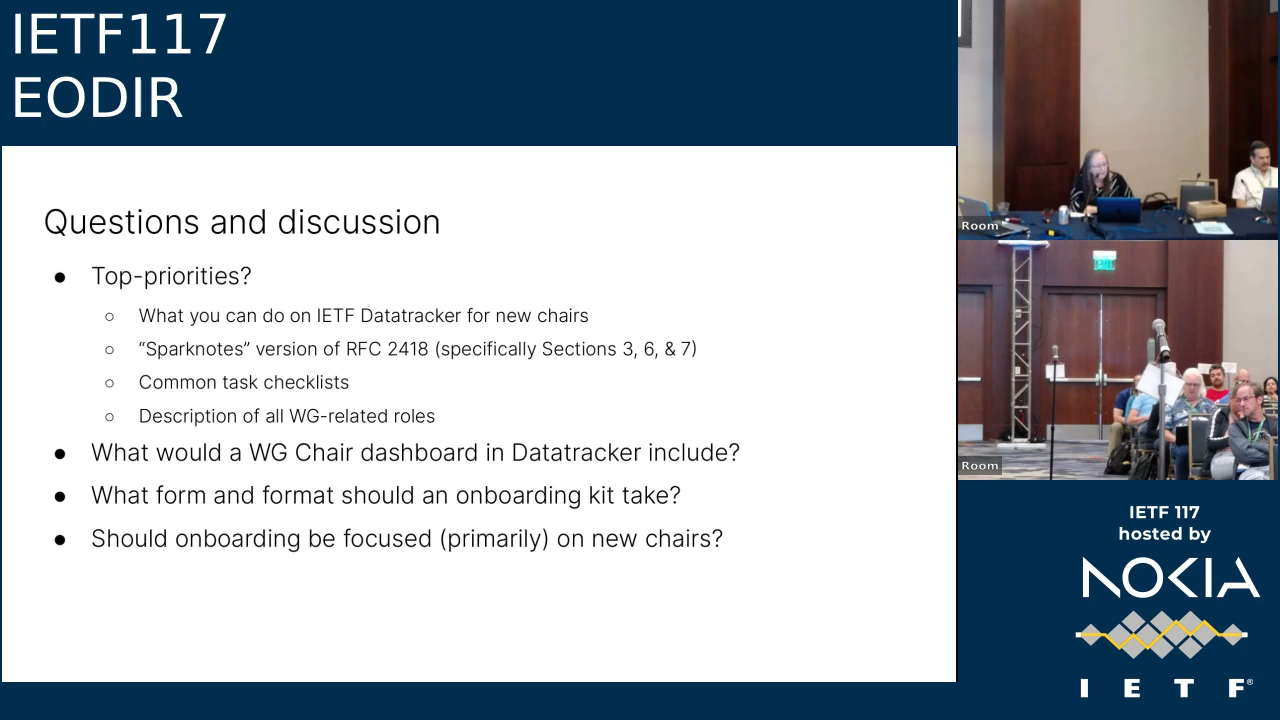 IETF117
EODIR
Questions and discussion
● Top-priorities?
○ What you can do on IETF Datatracker for new chairs
○ “Sparknotes” version of RFC 2418 (specifically Sections 3, 6, & 7)
○ Common task checklists
○ Description of all WG-related roles
● What would a WG Chair dashboard in Datatracker include?
● What form and format should an onboarding kit take?
● Should onboarding be focused (primarily) on new chairs?
Room
Room
IETF 117
hosted by
NOKIA
I E T F®